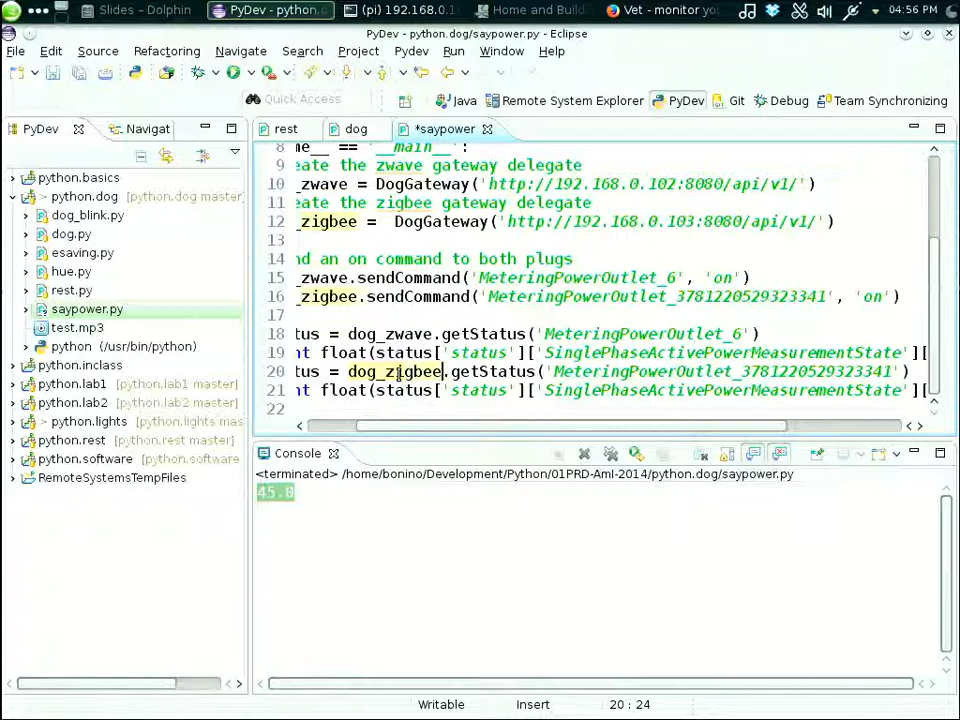 Slides – Dolphin
PyDev - python.
(pi) 192.168.0.1
Home and Build
Vet - monitor yo
04:56 PM
PyDev - python.dog/saypower.py - Eclipse
File Edit Source Refactoring Navigate Search Project Pydev Run Window Help
Quick Access
Java Remote System Explorer PyDev Git Debug Team Synchronizing
PyDev
Navigat
rest
dog
*saypower
python.basics
> python.dog [python.dog master
dog_blink.py
dog.py
esaving.py
hue.py
rest.py
saypower.py
test.mp3
python (/usr/bin/python)
python.inclass
python.lab1 [python.lab1 master]
python.lab2 [python.lab2 master]
> python.lights [python.lights mas
python.rest [python.rest master]
python.software [python.software
RemoteSystemsTempFiles
8 me__ == '__main__':
9 eate the zwave gateway delegate
10 _zwave = DogGateway('http://192.168.0.102:8080/api/v1/')
11 eate the zigbee gateway delegate
12 _zigbee = DogGateway('http://192.168.0.103:8080/api/v1/')
13
14 nd an on command to both plugs
15 _zwave.sendCommand('MeteringPowerOutlet_6', 'on')
16 _zigbee.sendCommand('MeteringPowerOutlet_3781220529323341', 'on')
17
18 tus = dog_zwave.getStatus('MeteringPowerOutlet_6')
19 nt float(status['status']['SinglePhaseActivePowerMeasurementState'][
20 tus = dog_zigbee.getStatus('MeteringPowerOutlet_3781220529323341')
21 nt float(status['status']['SinglePhaseActivePowerMeasurementState'][
22
Console
<terminated> /home/bonino/Development/Python/01PRD-AmI-2014/python.dog/saypower.py
45.0
Writable
Insert
20 : 24